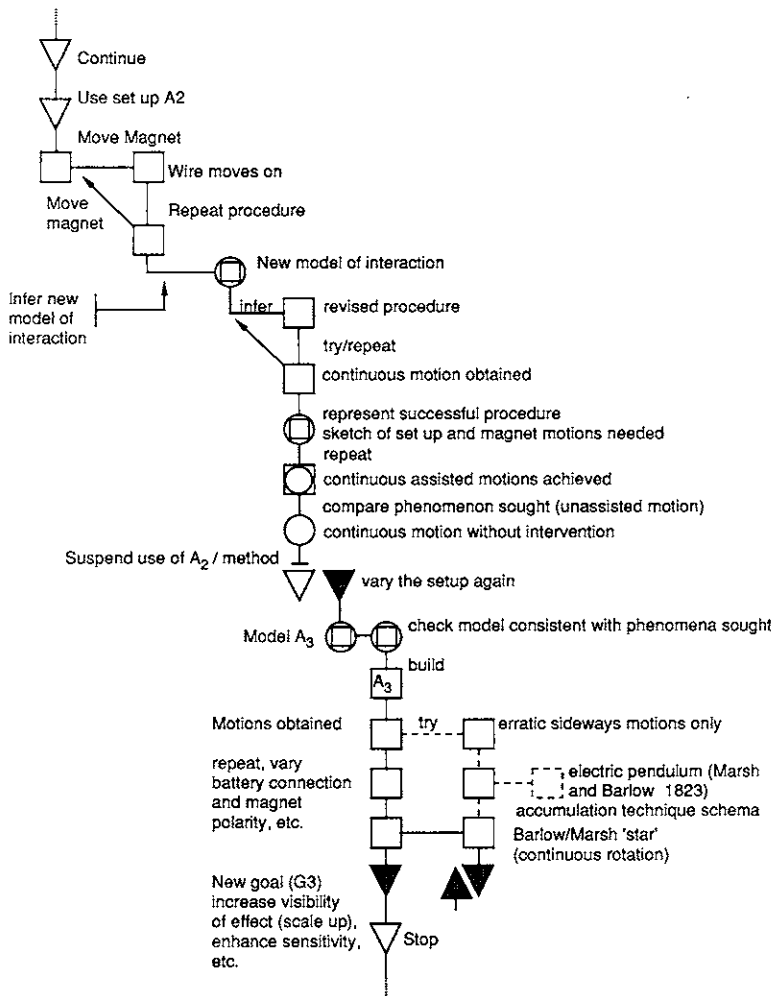 Continue
Use set up A2
Move Magnet
Wire moves on
Move
magnet
Repeat procedure
New model of interaction
Infer new
model of
interaction
infer
revised procedure
try/repeat
continuous motion obtained
represent successful procedure
sketch of set up and magnet motions needed
repeat
continuous assisted motions achieved
compare phenomenon sought (unassisted motion)
continuous motion without intervention
Suspend use of A₂ / method
vary the setup again
Model A₃
check model consistent with phenomena sought
build
A₃
Motions obtained
try
erratic sideways motions only
repeat, vary
battery connection
and magnet
polarity, etc.
electric pendulum (Marsh
and Barlow 1823)
accumulation technique schema
Barlow/Marsh 'star'
(continuous rotation)
New goal (G3)
increase visibility
of effect (scale up),
enhance sensitivity,
etc.
Stop